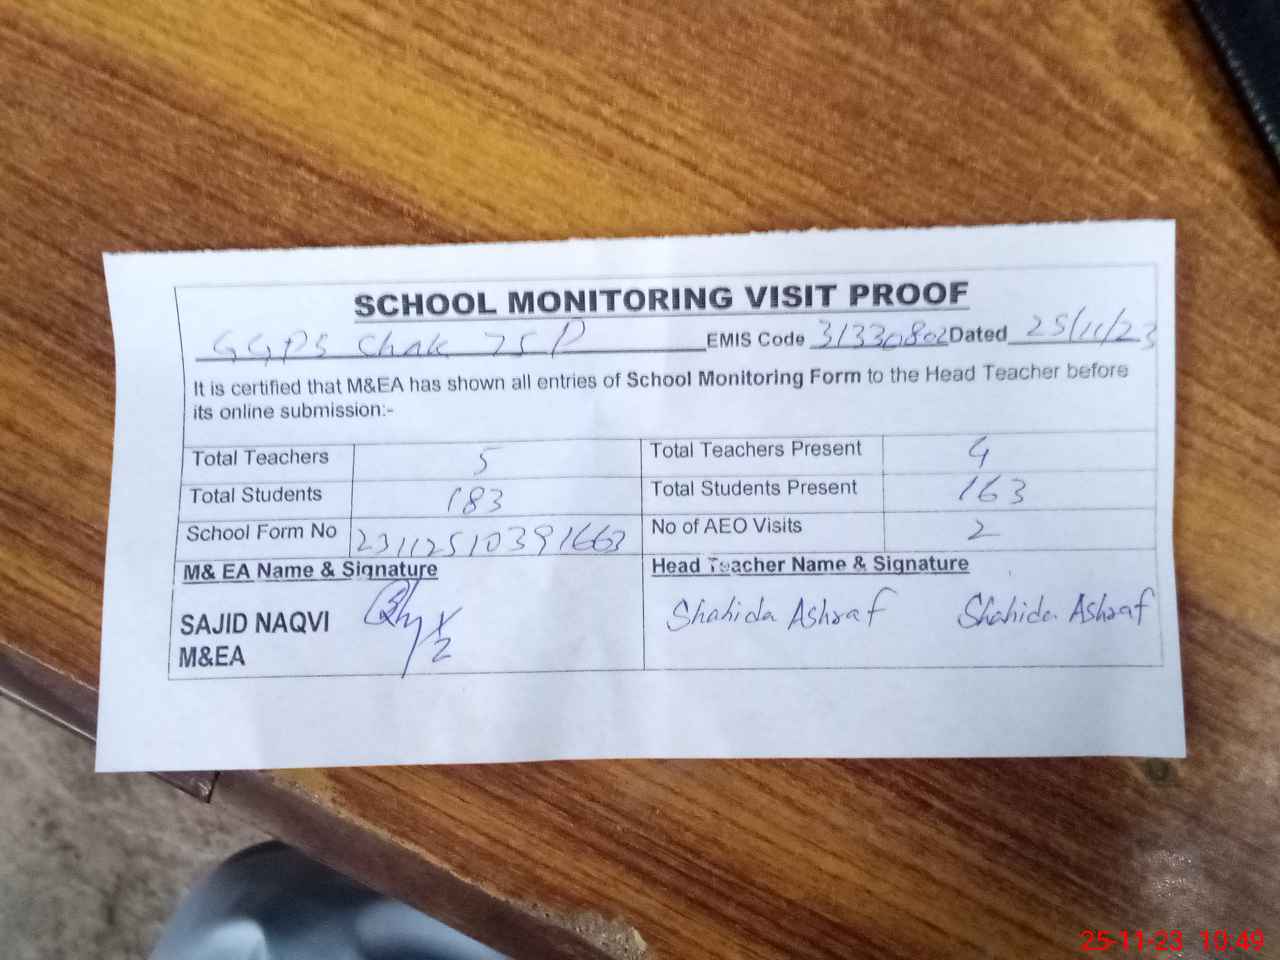 SCHOOL MONITORING VISIT PROOF
GGPS Chak 75 P EMIS Code 31330802 Dated 25/11/23
It is certified that M&EA has shown all entries of School Monitoring Form to the Head Teacher before
its online submission:-
Total Teachers 5 Total Teachers Present 4
Total Students 183 Total Students Present 163
School Form No 23112510391663 No of AEO Visits 2
M& EA Name & Signature Head Teacher Name & Signature
SAJID NAQVI Shahida Ashraf Shahida Ashraf
M&EA
25-11-23 10:49